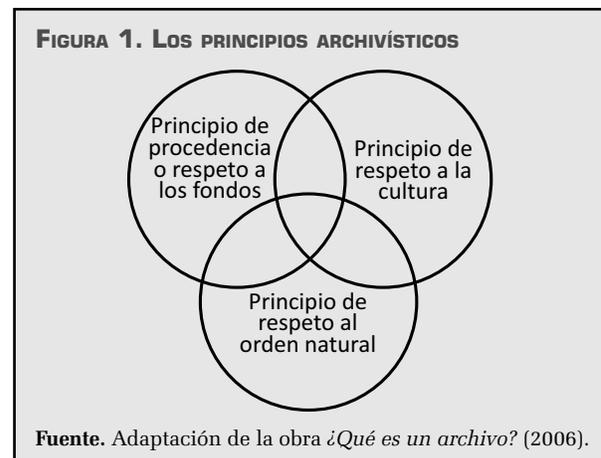 Figura 1. Los principios archivísticos
Principio de
procedencia
o respeto a
los fondos
Principio de
respeto a la
cultura
Principio de
respeto al
orden natural
Fuente. Adaptación de la obra ¿Qué es un archivo? (2006).